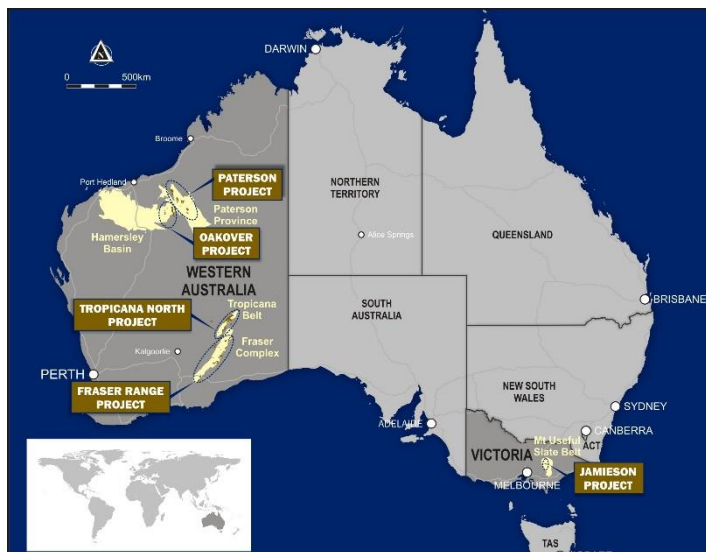 DARWIN
0 500km
Broome
Port Hedland
PATERSON
PROJECT
NORTHERN
TERRITORY
Paterson
Province
Hamersley
Basin
OAKOVER
PROJECT
Alice Springs
QUEENSLAND
WESTERN
AUSTRALIA
Tropicana
Belt
TROPICANA NORTH
PROJECT
SOUTH
AUSTRALIA
BRISBANE
Kalgoorlie
Fraser
Complex
PERTH
FRASER RANGE
PROJECT
NEW SOUTH
WALES
SYDNEY
ADELAIDE
CANBERRA
ACT
VICTORIA
Mt Useful
Slate Belt
MELBOURNE
JAMIESON
PROJECT
TAS